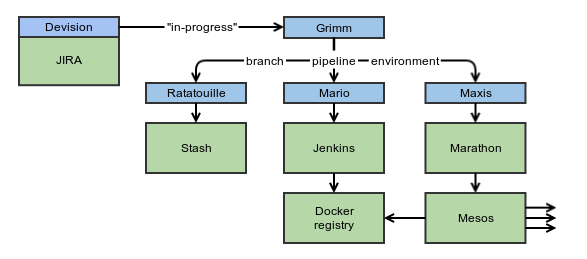 Devision
"in-progress"
Grimm
JIRA
branch
pipeline
environment
Ratatouille
Mario
Maxis
Stash
Jenkins
Marathon
Docker
registry
Mesos